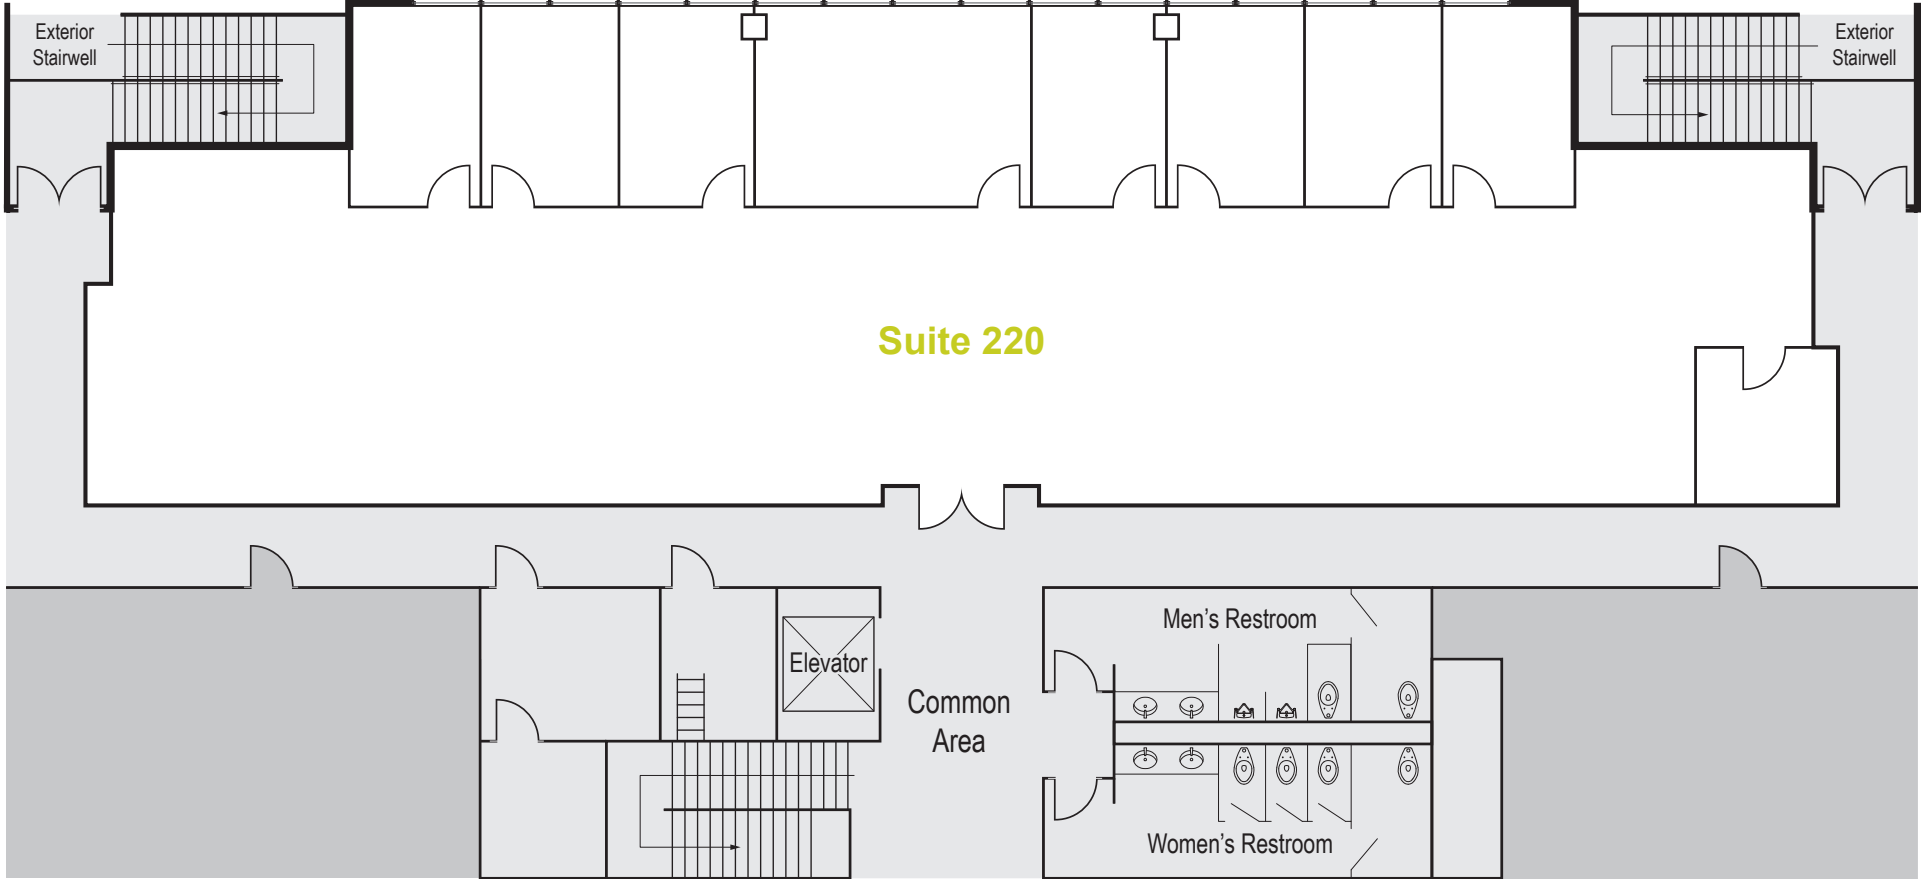 Exterior
Stairwell
Exterior
Stairwell
Suite 220
Men’s Restroom
Elevator
Common
Area
Women’s Restroom